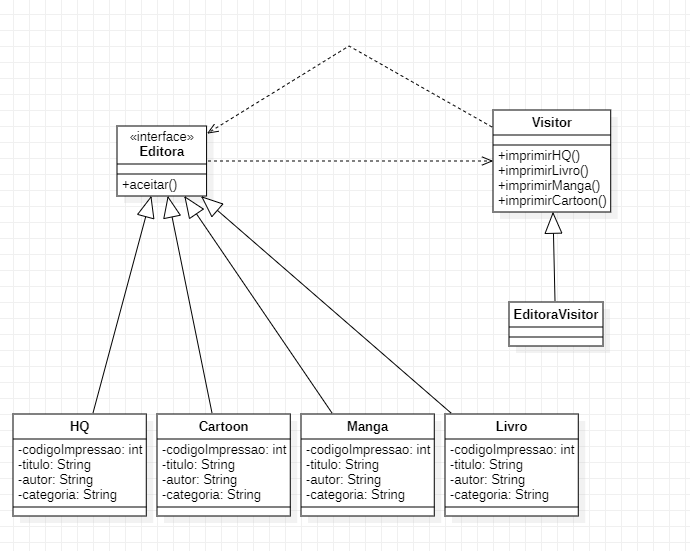 «interface»
Editora
+aceitar()
Visitor
+imprimirHQ()
+imprimirLivro()
+imprimirManga()
+imprimirCartoon()
EditoraVisitor
HQ
-codigoImpressao: int
-titulo: String
-autor: String
-categoria: String
Cartoon
-codigoImpressao: int
-titulo: String
-autor: String
-categoria: String
Manga
-codigoImpressao: int
-titulo: String
-autor: String
-categoria: String
Livro
-codigoImpressao: int
-titulo: String
-autor: String
-categoria: String